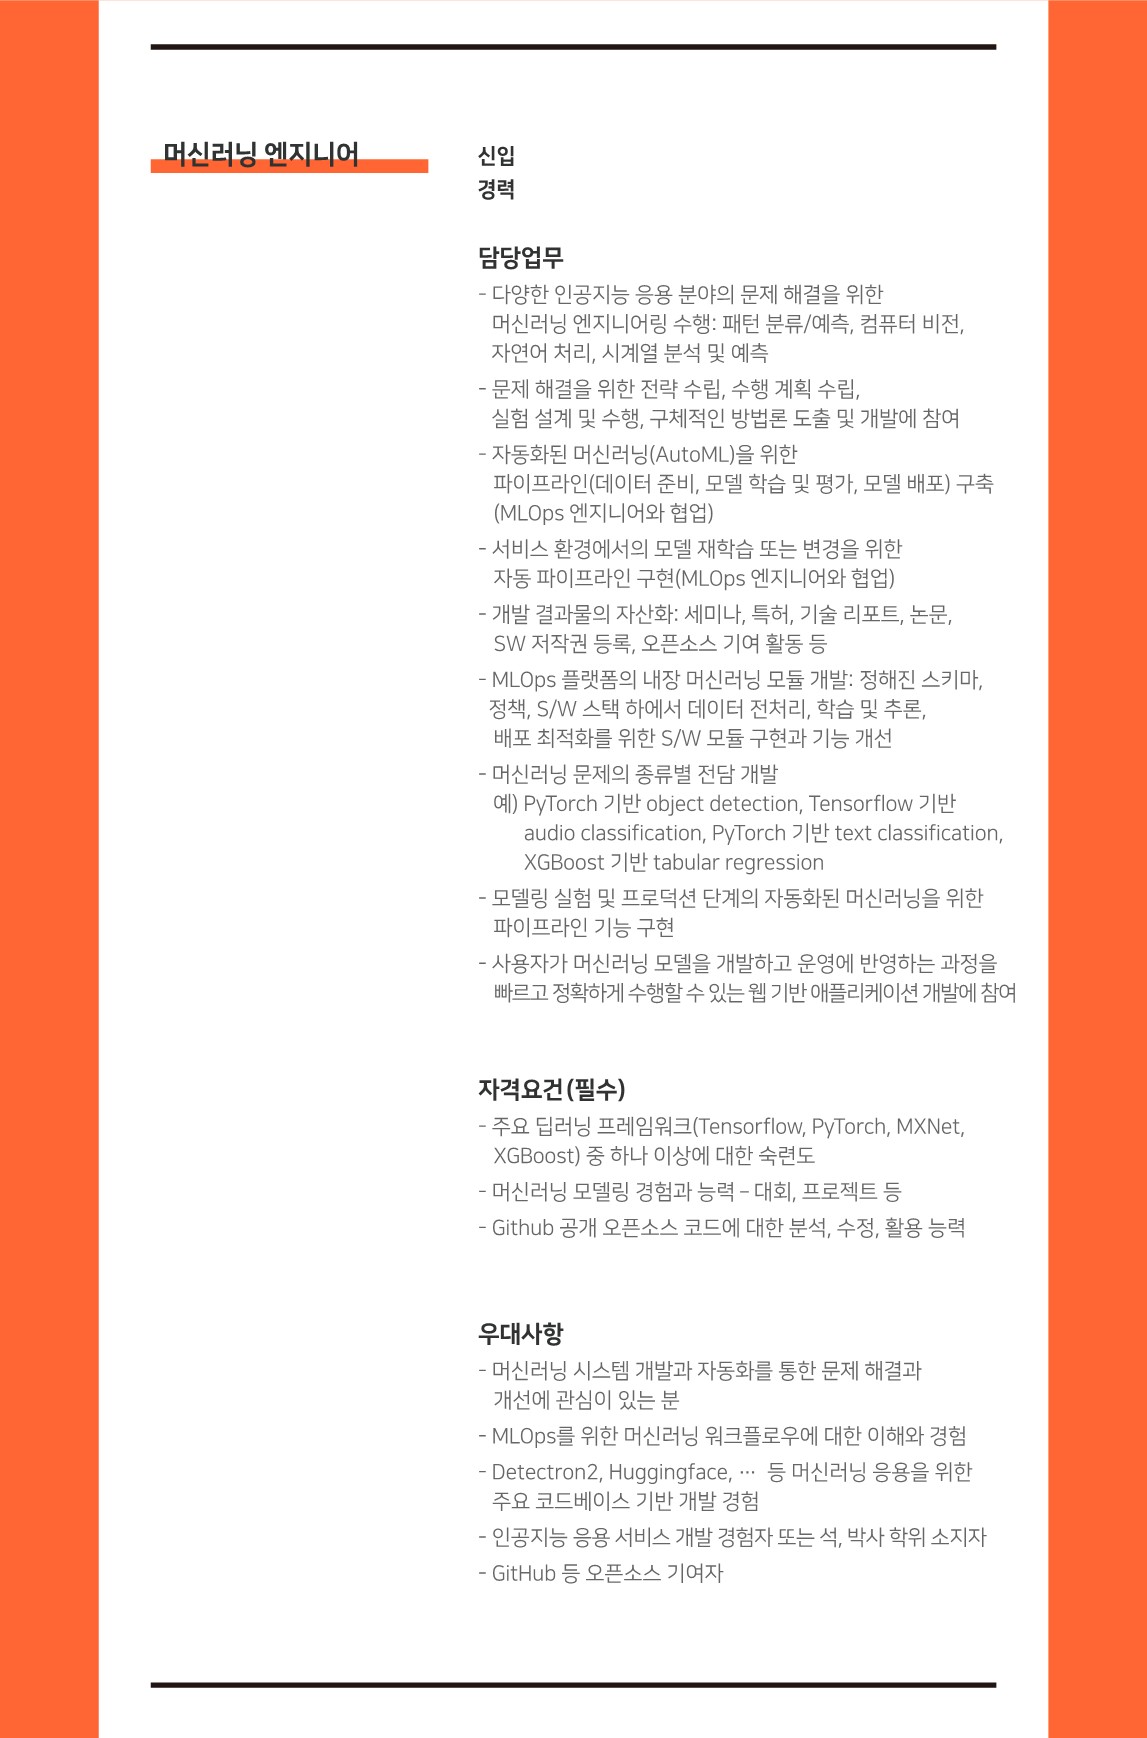 머신러닝 엔지니어
신입
경력
담당업무
- 다양한 인공지능 응용 분야의 문제 해결을 위한
머신러닝 엔지니어링 수행: 패턴 분류/예측, 컴퓨터 비전,
자연어 처리, 시계열 분석 및 예측
- 문제 해결을 위한 전략 수립, 수행 계획 수립,
실험 설계 및 수행, 구체적인 방법론 도출 및 개발에 참여
- 자동화된 머신러닝(AutoML)을 위한
파이프라인(데이터 준비, 모델 학습 및 평가, 모델 배포) 구축
(MLOps 엔지니어와 협업)
- 서비스 환경에서의 모델 재학습 또는 변경을 위한
자동 파이프라인 구현(MLOps 엔지니어와 협업)
- 개발 결과물의 자산화: 세미나, 특허, 기술 리포트, 논문,
SW 저작권 등록, 오픈소스 기여 활동 등
- MLOps 플랫폼의 내장 머신러닝 모듈 개발: 정해진 스키마,
정책, S/W 스택 하에서 데이터 전처리, 학습 및 추론,
배포 최적화를 위한 S/W 모듈 구현과 기능 개선
- 머신러닝 문제의 종류별 전담 개발
예) PyTorch 기반 object detection, Tensorflow 기반
audio classification, PyTorch 기반 text classification,
XGBoost 기반 tabular regression
- 모델링 실험 및 프로덕션 단계의 자동화된 머신러닝을 위한
파이프라인 기능 구현
- 사용자가 머신러닝 모델을 개발하고 운영에 반영하는 과정을
빠르고 정확하게 수행할 수 있는 웹 기반 애플리케이션 개발에 참여
자격요건(필수)
- 주요 딥러닝 프레임워크(Tensorflow, PyTorch, MXNet,
XGBoost) 중 하나 이상에 대한 숙련도
- 머신러닝 모델링 경험과 능력 – 대회, 프로젝트 등
- Github 공개 오픈소스 코드에 대한 분석, 수정, 활용 능력
우대사항
- 머신러닝 시스템 개발과 자동화를 통한 문제 해결과
개선에 관심이 있는 분
- MLOps를 위한 머신러닝 워크플로우에 대한 이해와 경험
- Detectron2, Huggingface, … 등 머신러닝 응용을 위한
주요 코드베이스 기반 개발 경험
- 인공지능 응용 서비스 개발 경험자 또는 석, 박사 학위 소지자
- GitHub 등 오픈소스 기여자